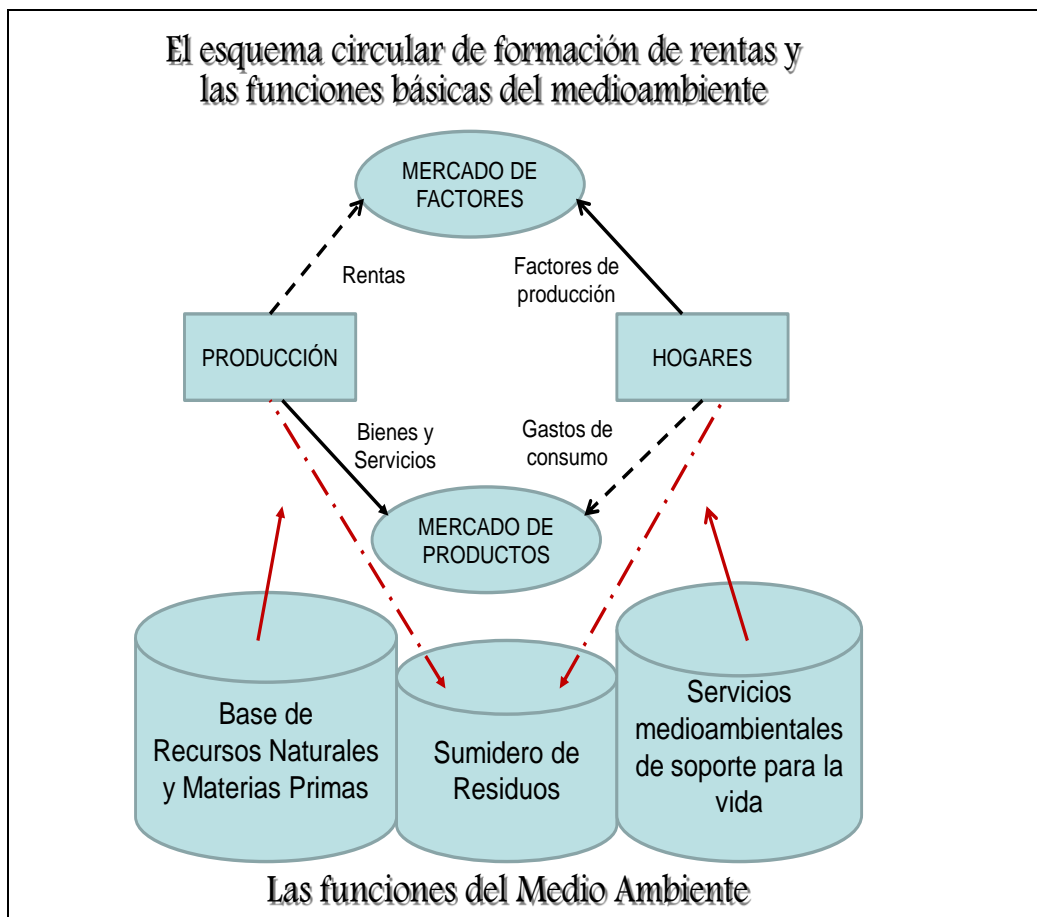 El esquema circular de formación de rentas y
las funciones básicas del medioambiente
MERCADO DE
FACTORES
Rentas
Factores de
producción
PRODUCCIÓN
HOGARES
Bienes y
Servicios
Gastos de
consumo
MERCADO DE
PRODUCTOS
Base de
Recursos Naturales
y Materias Primas
Sumidero de
Residuos
Servicios
medioambientales
de soporte para la
vida
Las funciones del Medio Ambiente